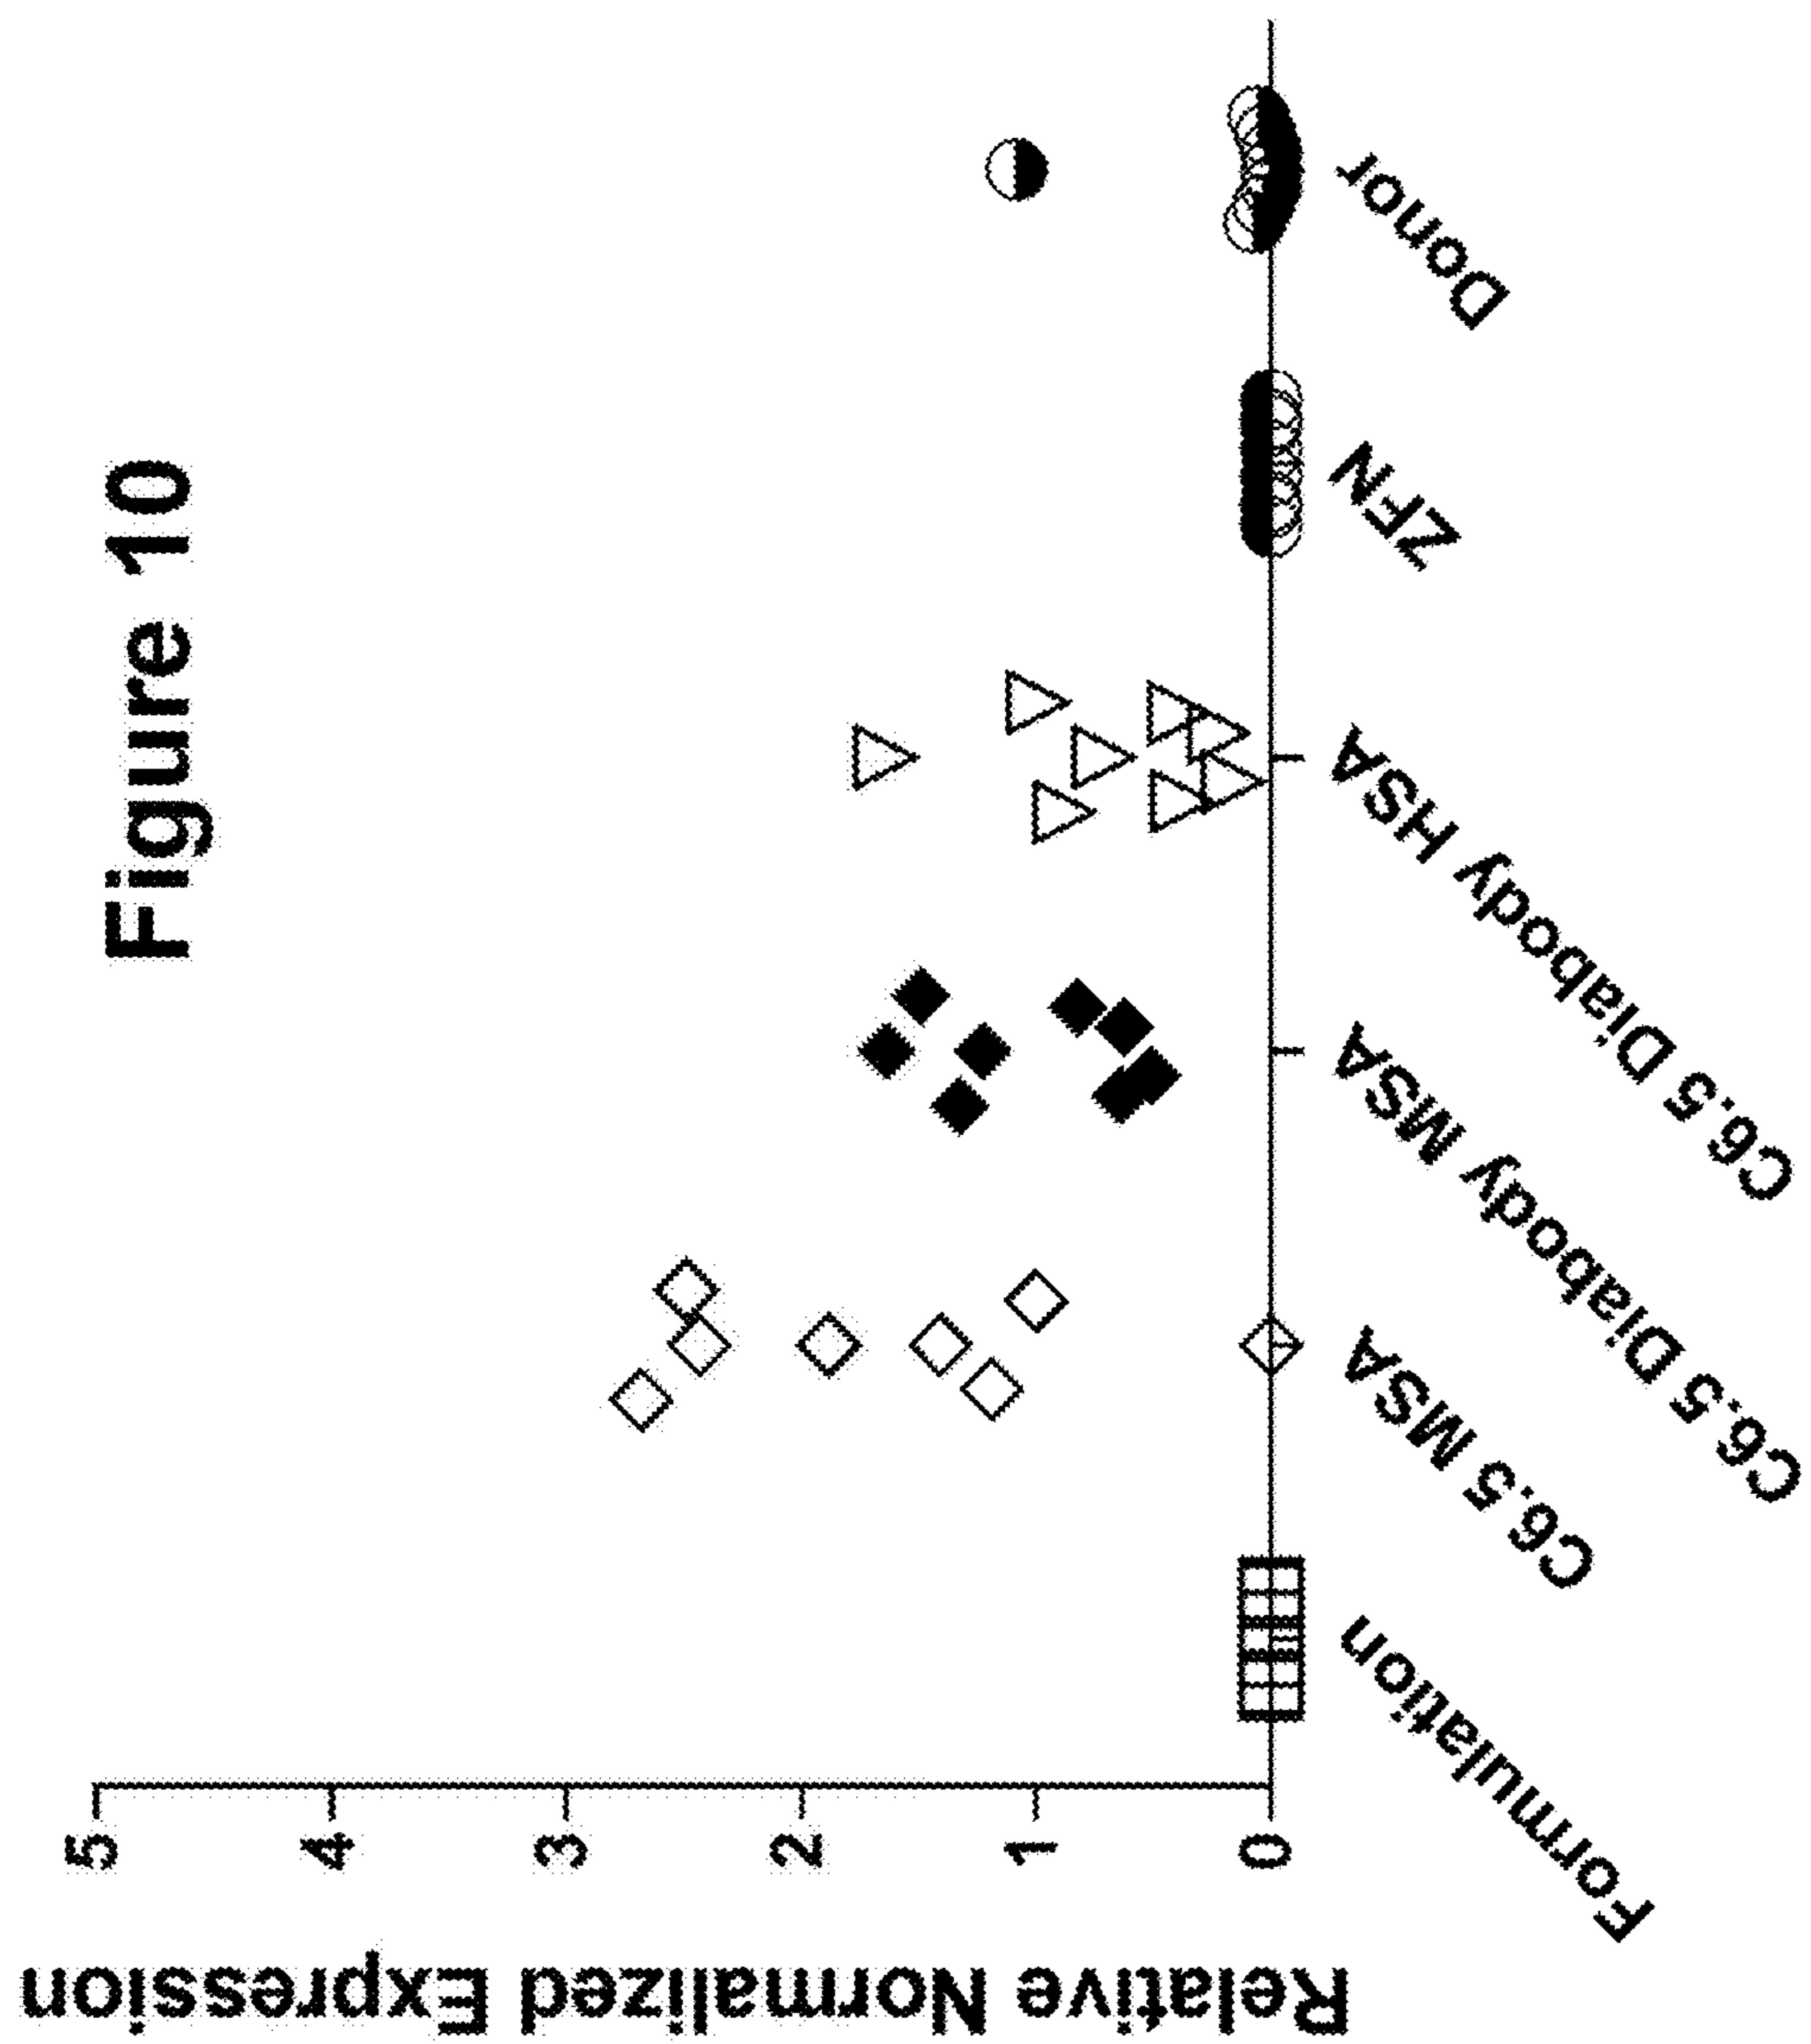 Figure 10
Relative Normalized Expression
5
4
3
2
1
0
Formulation
C6.5 MSA
C6.5 Diabody MSA
C6.5 Diabody HSA
ZFN
Donor